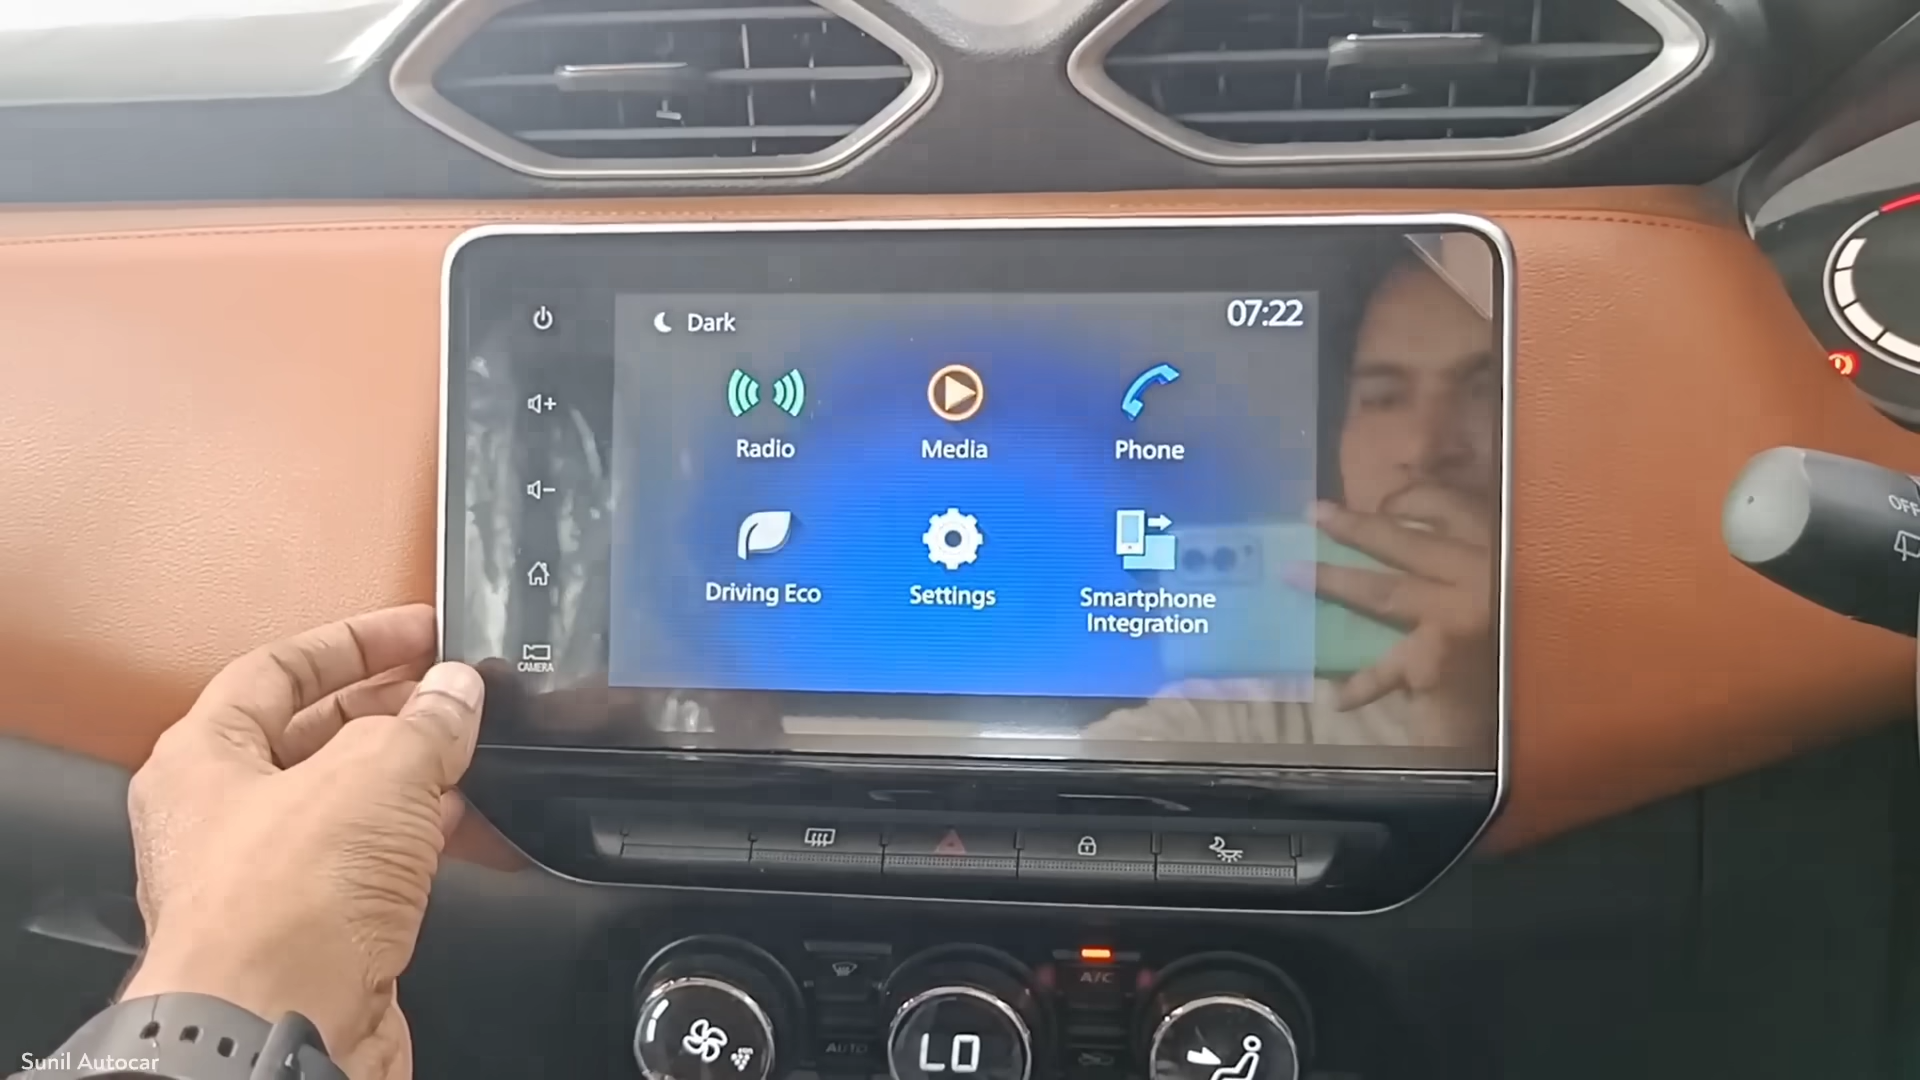 Dark
07:22
Radio
Media
Phone
Driving Eco
Settings
Smartphone
Integration
CAMERA
OFF
A/C
AUTO
LO
Sunil Autocar